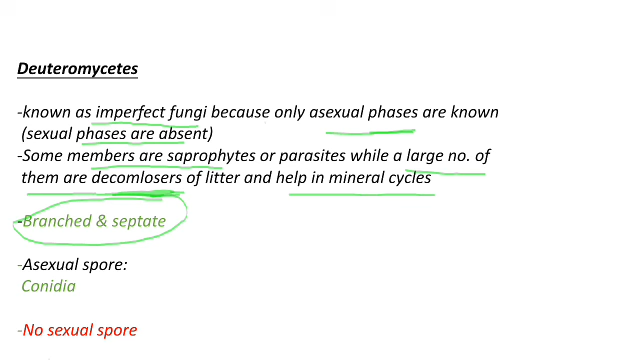 Deuteromycetes
-known as imperfect fungi because only asexual phases are known
(sexual phases are absent)
-Some members are saprophytes or parasites while a large no. of
them are decomlosers of litter and help in mineral cycles
-Branched & septate
-Asexual spore:
Conidia
-No sexual spore